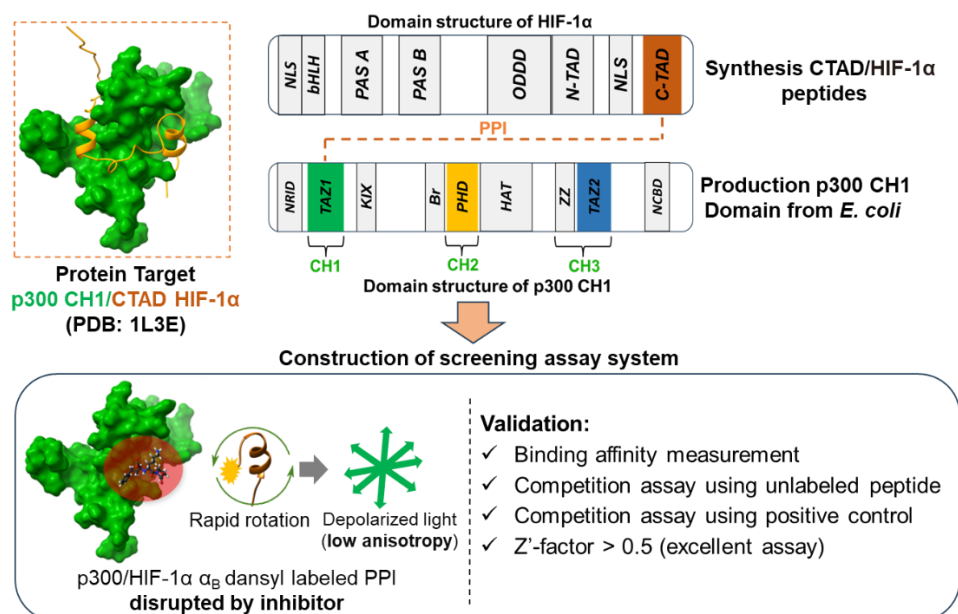 Domain structure of HIF-1α
NLS
bHLH
PAS A
PAS B
ODDD
N-TAD
NLS
C-TAD
Synthesis CTAD/HIF-1α
peptides
PPI
NRID
TAZ1
KIX
Br
PHD
HAT
ZZ
TAZ2
NCBD
Production p300 CH1
Domain from E. coli
CH1
CH2
CH3
Domain structure of p300 CH1
Protein Target
p300 CH1/CTAD HIF-1α
(PDB: 1L3E)
Construction of screening assay system
Rapid rotation
Depolarized light
(low anisotropy)
p300/HIF-1α αB dansyl labeled PPI
disrupted by inhibitor
Validation:
✓ Binding affinity measurement
✓ Competition assay using unlabeled peptide
✓ Competition assay using positive control
✓ Z'-factor > 0.5 (excellent assay)